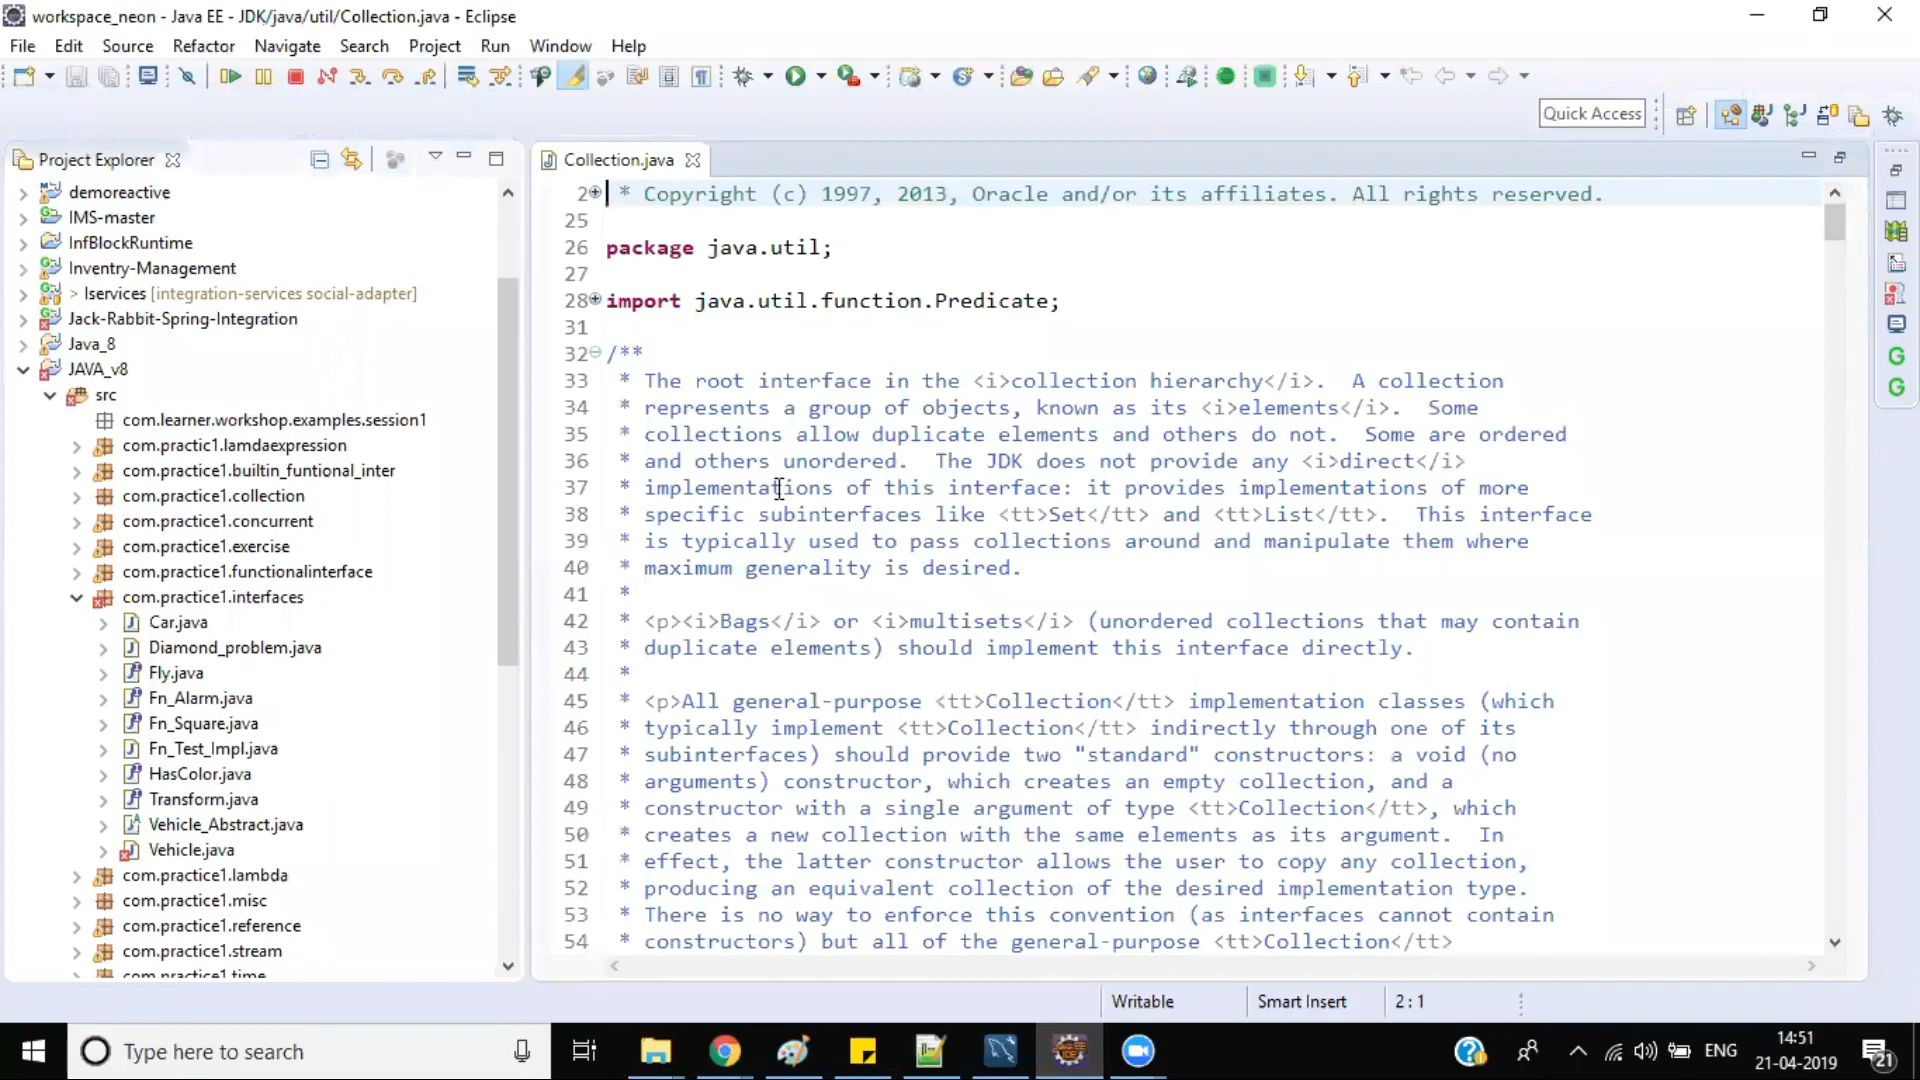 workspace_neon - Java EE - JDK/java/util/Collection.java - Eclipse
File Edit Source Refactor Navigate Search Project Run Window Help
Quick Access
Project Explorer
demoreactive
IMS-master
InfBlockRuntime
Inventry-Management
> Iservices [integration-services social-adapter]
Jack-Rabbit-Spring-Integration
Java_8
JAVA_v8
src
com.learner.workshop.examples.session1
com.practic1.lamdaexpression
com.practice1.builtin_funtional_inter
com.practice1.collection
com.practice1.concurrent
com.practice1.exercise
com.practice1.functionalinterface
com.practice1.interfaces
Car.java
Diamond_problem.java
Fly.java
Fn_Alarm.java
Fn_Square.java
Fn_Test_Impl.java
HasColor.java
Transform.java
Vehicle_Abstract.java
Vehicle.java
com.practice1.lambda
com.practice1.misc
com.practice1.reference
com.practice1.stream
com.practice1.time
Collection.java
2 * Copyright (c) 1997, 2013, Oracle and/or its affiliates. All rights reserved.
25
26 package java.util;
27
28 import java.util.function.Predicate;
31
32 /**
33 * The root interface in the <i>collection hierarchy</i>. A collection
34 * represents a group of objects, known as its <i>elements</i>. Some
35 * collections allow duplicate elements and others do not. Some are ordered
36 * and others unordered. The JDK does not provide any <i>direct</i>
37 * implementations of this interface: it provides implementations of more
38 * specific subinterfaces like <tt>Set</tt> and <tt>List</tt>. This interface
39 * is typically used to pass collections around and manipulate them where
40 * maximum generality is desired.
41 *
42 * <p><i>Bags</i> or <i>multisets</i> (unordered collections that may contain
43 * duplicate elements) should implement this interface directly.
44 *
45 * <p>All general-purpose <tt>Collection</tt> implementation classes (which
46 * typically implement <tt>Collection</tt> indirectly through one of its
47 * subinterfaces) should provide two "standard" constructors: a void (no
48 * arguments) constructor, which creates an empty collection, and a
49 * constructor with a single argument of type <tt>Collection</tt>, which
50 * creates a new collection with the same elements as its argument. In
51 * effect, the latter constructor allows the user to copy any collection,
52 * producing an equivalent collection of the desired implementation type.
53 * There is no way to enforce this convention (as interfaces cannot contain
54 * constructors) but all of the general-purpose <tt>Collection</tt>
Writable Smart Insert 2 : 1
Type here to search
ENG
14:51
21-04-2019
21